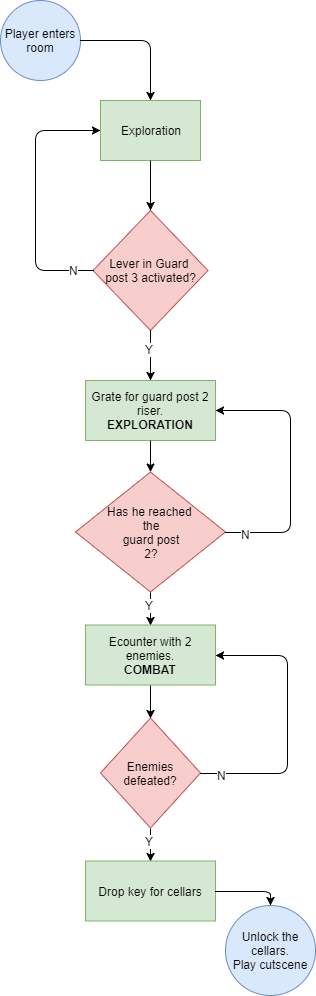 Player enters
room
Exploration
Lever in Guard
post 3 activated?
N
Y
Grate for guard post 2
riser.
EXPLORATION
Has he reached
the
guard post
2?
N
Y
Ecounter with 2
enemies.
COMBAT
Enemies
defeated?
N
Y
Drop key for cellars
Unlock the
cellars.
Play cutscene